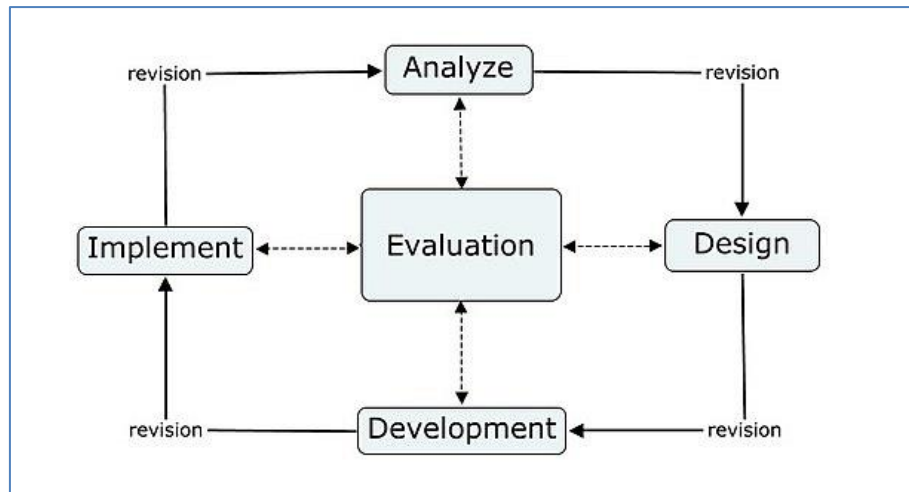 revision
Analyze
revision
Implement
Evaluation
Design
revision
Development
revision